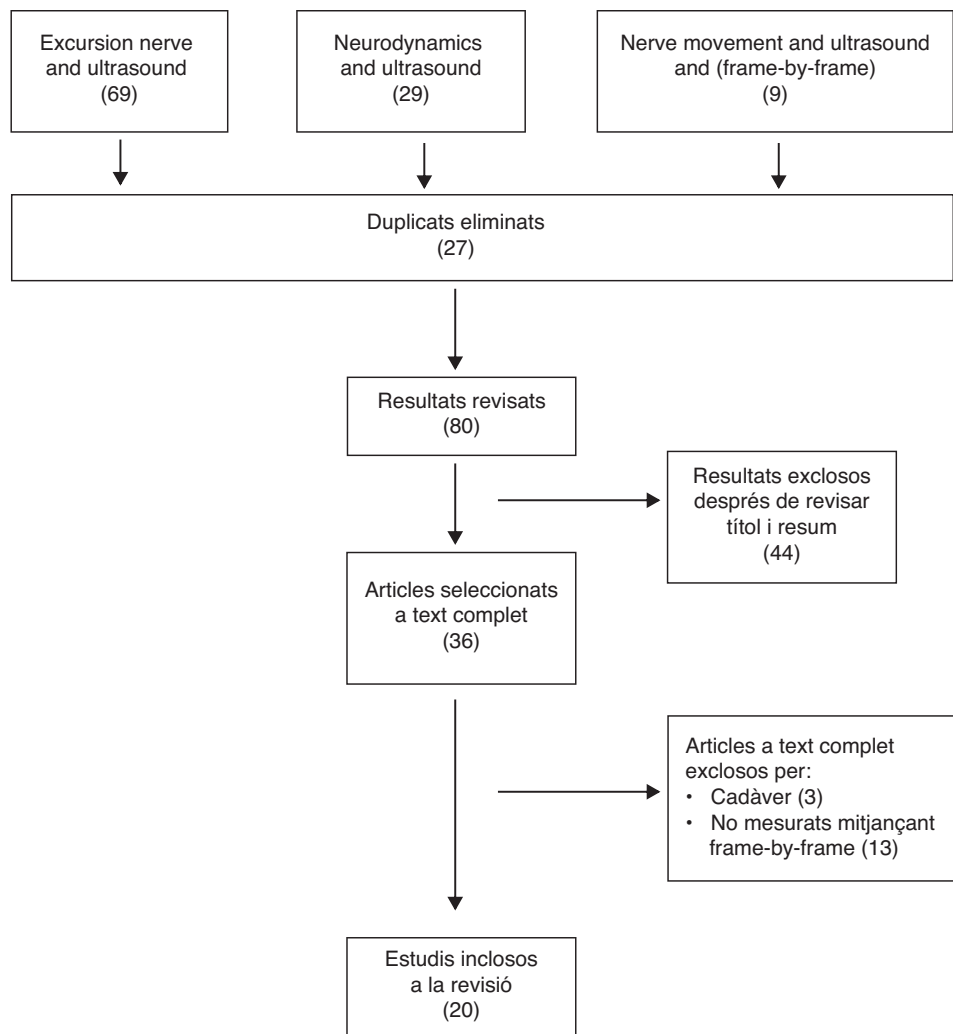 Excursion nerve
and ultrasound
(69)
Neurodynamics
and ultrasound
(29)
Nerve movement and ultrasound
and (frame-by-frame)
(9)
Duplicats eliminats
(27)
Resultats revisats
(80)
Resultats exclosos
després de revisar
títol i resum
(44)
Articles seleccionats
a text complet
(36)
Articles a text complet
exclosos per:
• Cadàver (3)
• No mesurats mitjançant
frame-by-frame (13)
Estudis inclosos
a la revisió
(20)